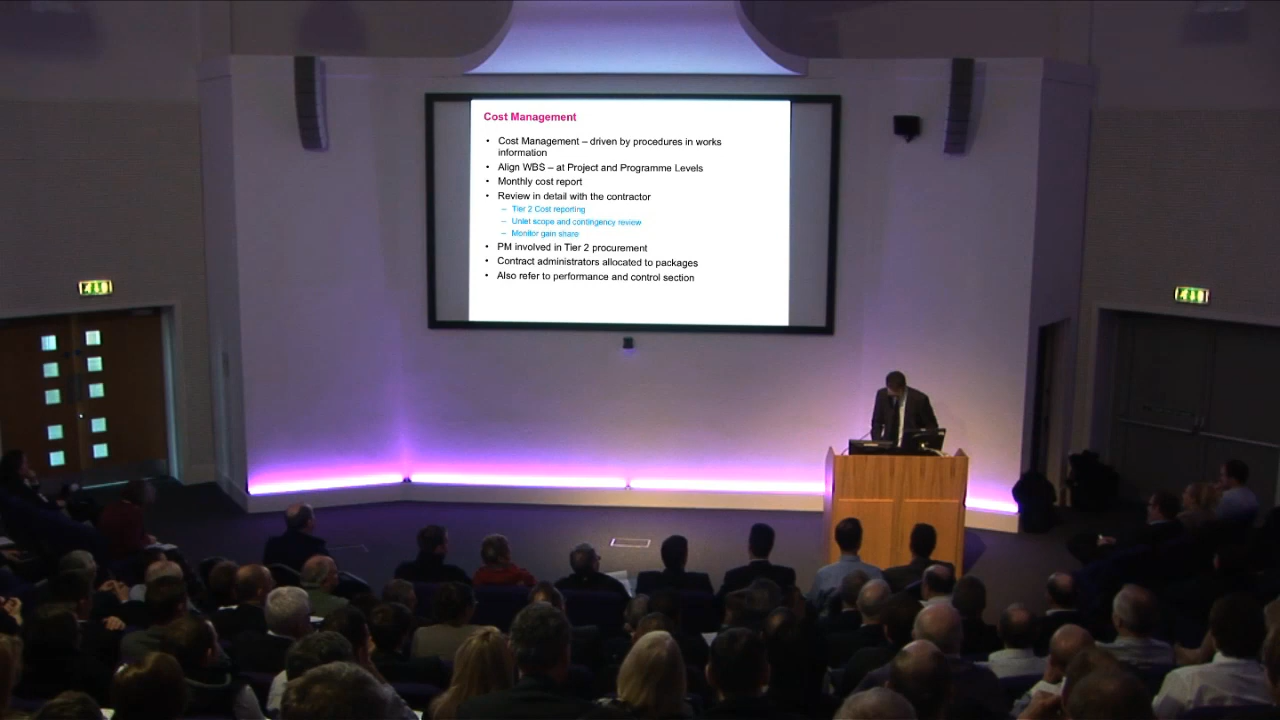 Cost Management
• Cost Management – driven by procedures in works
information
• Align WBS – at Project and Programme Levels
• Monthly cost report
• Review in detail with the contractor
– Tier 2 Cost reporting
– Unlet scope and contingency review
– Monitor gain share
• PM involved in Tier 2 procurement
• Contract administrators allocated to packages
• Also refer to performance and control section